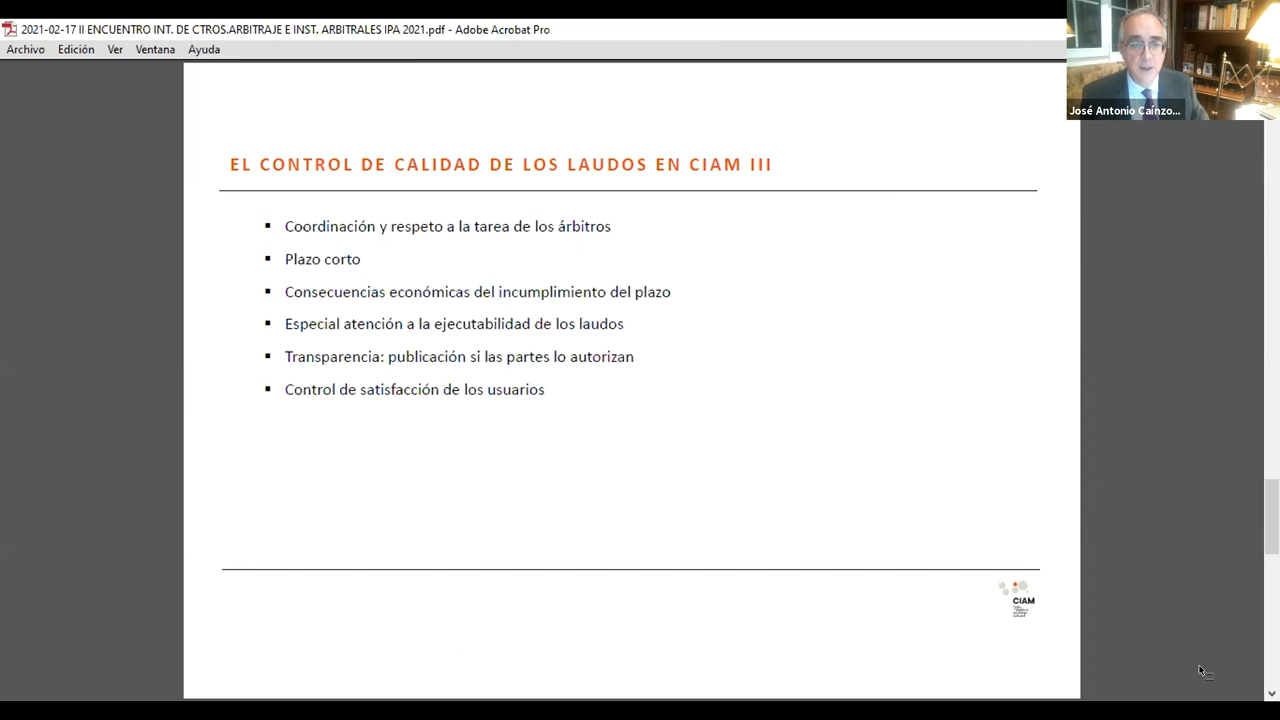 2021-02-17 II ENCUENTRO INT. DE CTROS.ARBITRAJE E INST. ARBITRALES IPA 2021.pdf - Adobe Acrobat Pro
Archivo Edición Ver Ventana Ayuda
José Antonio Caínzo...
EL CONTROL DE CALIDAD DE LOS LAUDOS EN CIAM III
▪ Coordinación y respeto a la tarea de los árbitros
▪ Plazo corto
▪ Consecuencias económicas del incumplimiento del plazo
▪ Especial atención a la ejecutabilidad de los laudos
▪ Transparencia: publicación si las partes lo autorizan
▪ Control de satisfacción de los usuarios
CIAM